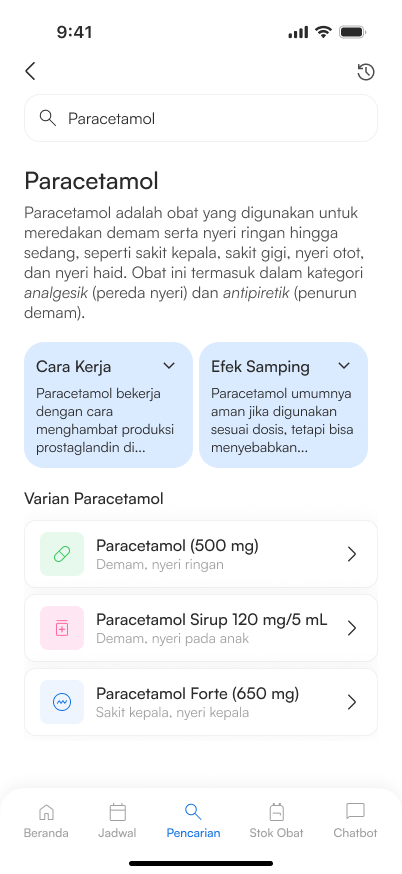 9:41
Paracetamol
Paracetamol
Paracetamol adalah obat yang digunakan untuk
meredakan demam serta nyeri ringan hingga
sedang, seperti sakit kepala, sakit gigi, nyeri otot,
dan nyeri haid. Obat ini termasuk dalam kategori
analgesik (pereda nyeri) dan antipiretik (penurun
demam).
Cara Kerja
Paracetamol bekerja
dengan cara
menghambat produksi
prostaglandin di...
Efek Samping
Paracetamol umumnya
aman jika digunakan
sesuai dosis, tetapi bisa
menyebabkan...
Varian Paracetamol
Paracetamol (500 mg)
Demam, nyeri ringan
Paracetamol Sirup 120 mg/5 mL
Demam, nyeri pada anak
Paracetamol Forte (650 mg)
Sakit kepala, nyeri kepala
Beranda
Jadwal
Pencarian
Stok Obat
Chatbot